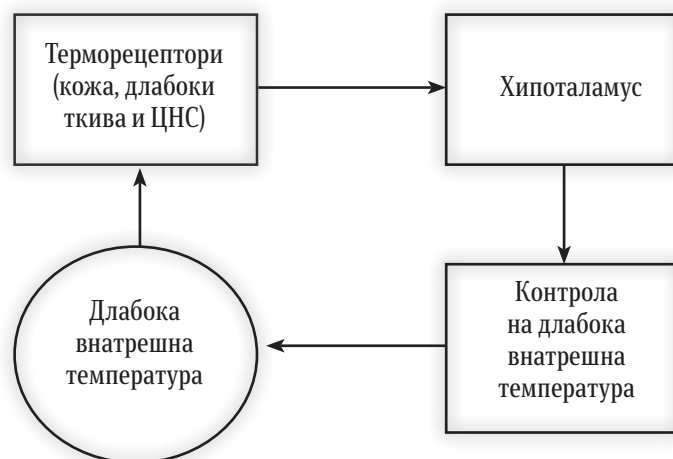 Терморецептори
(кожа, длабоки
ткива и ЦНС)
Хипоталамус
Длабока
внатрешна
температура
Контрола
на длабока
внатрешна
температура